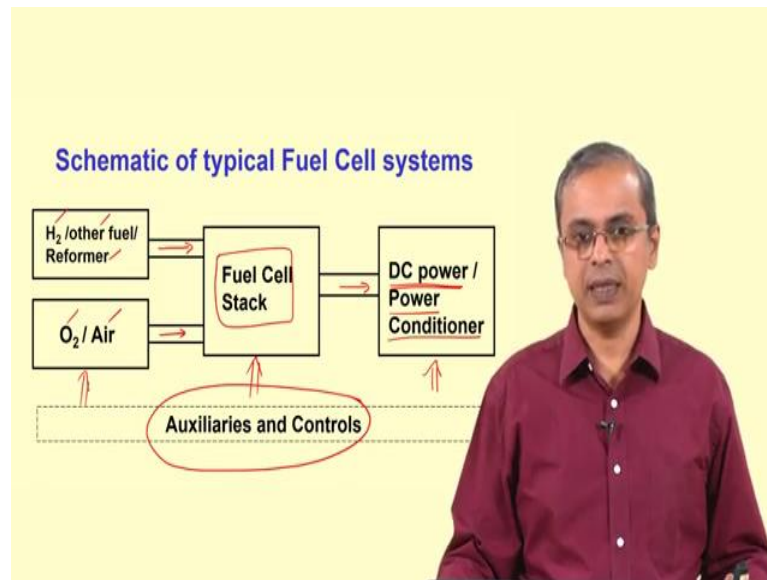 Schematic of typical Fuel Cell systems
H₂ /other fuel/
Reformer
O₂ / Air
Fuel Cell
Stack
DC power /
Power
Conditioner
Auxiliaries and Controls